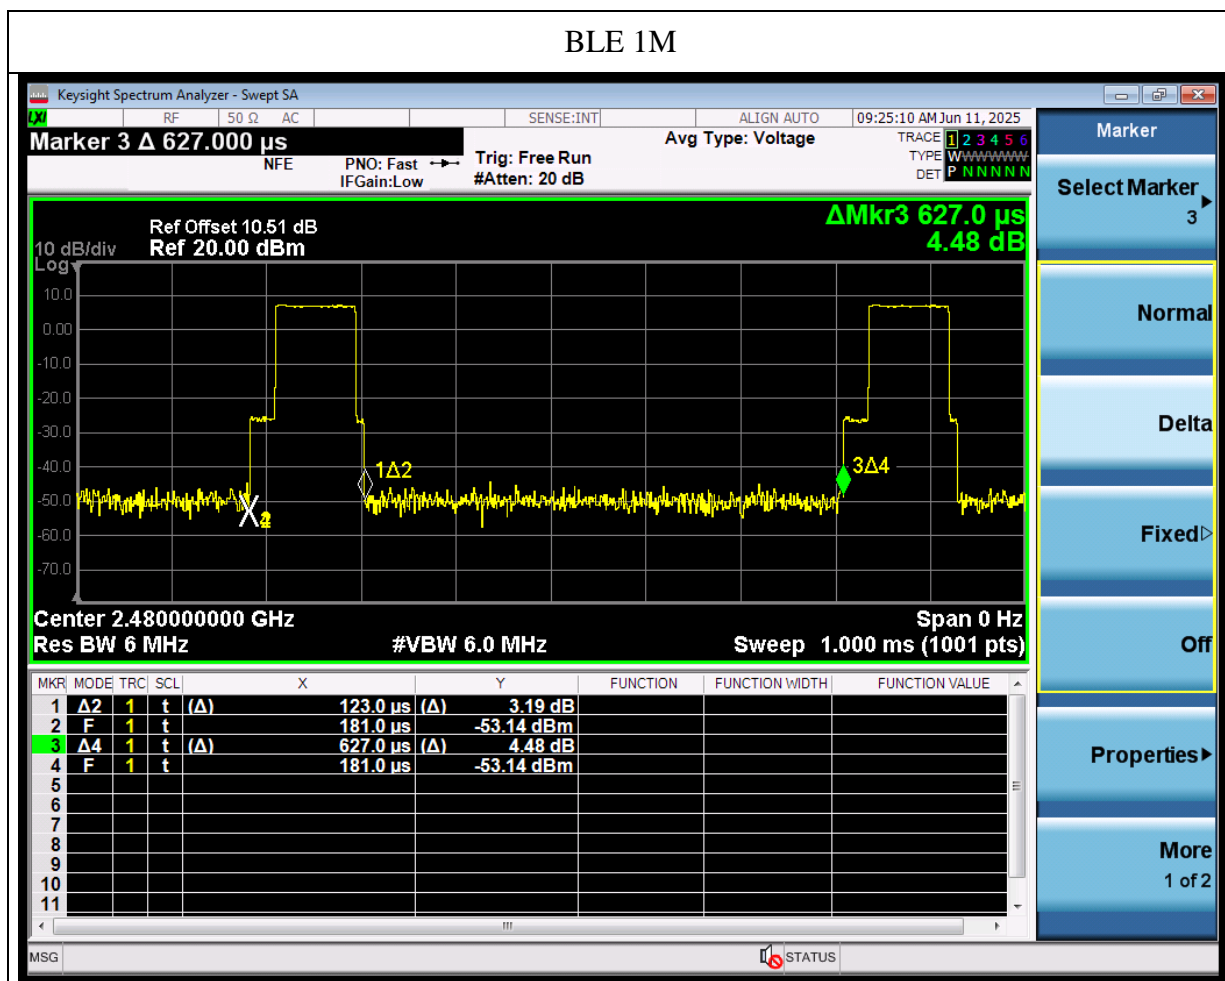 BLE 1M
Keysight Spectrum Analyzer - Swept SA
LXI RF 50 Ω AC SENSE:INT ALIGN AUTO 09:25:10 AM Jun 11, 2025
Marker 3 Δ 627.000 µs
NFE PNO: Fast Trig: Free Run Avg Type: Voltage TRACE 1 2 3 4 5 6
IFGain:Low #Atten: 20 dB TYPE WWWWWW
DET P N N N N N
Ref Offset 10.51 dB ΔMkr3 627.0 µs
10 dB/div Ref 20.00 dBm 4.48 dB
Log
10.0
0.00
-10.0
-20.0
-30.0
-40.0
-50.0
-60.0
-70.0
1Δ2
3Δ4
Center 2.480000000 GHz Span 0 Hz
Res BW 6 MHz #VBW 6.0 MHz Sweep 1.000 ms (1001 pts)
MKR MODE TRC SCL X Y FUNCTION FUNCTION WIDTH FUNCTION VALUE
1 Δ2 1 t (Δ) 123.0 µs (Δ) 3.19 dB
2 F 1 t 181.0 µs -53.14 dBm
3 Δ4 1 t (Δ) 627.0 µs (Δ) 4.48 dB
4 F 1 t 181.0 µs -53.14 dBm
5
6
7
8
9
10
11
MSG STATUS
Marker
Select Marker
3
Normal
Delta
Fixed
Off
Properties
More
1 of 2